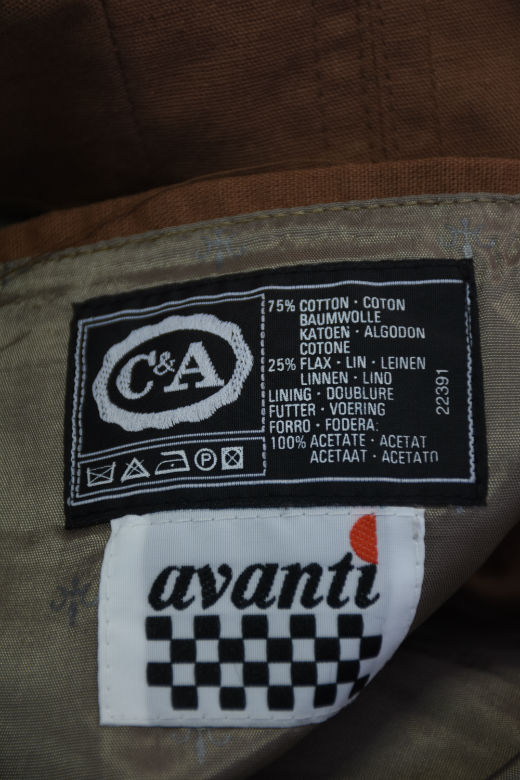 C&A
75% COTTON · COTON
BAUMWOLLE
KATOEN · ALGODON
COTONE
25% FLAX · LIN · LEINEN
LINNEN · LINO
LINING · DOUBLURE
FUTTER · VOERING
FORRO · FODERA:
100% ACETATE · ACETAT
ACETAAT · ACETATO
22391
P
avanti